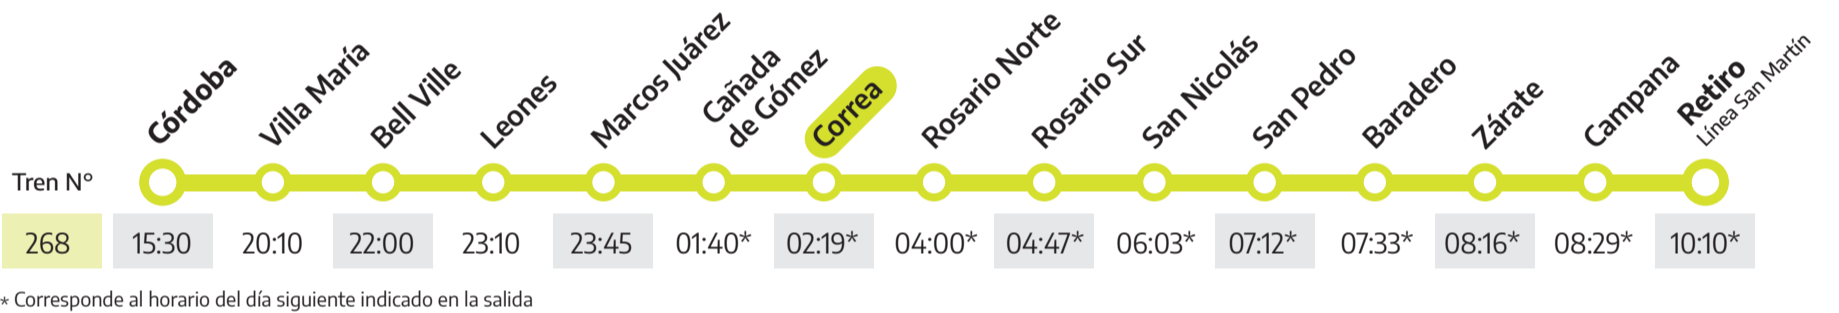 Córdoba
Villa María
Bell Ville
Leones
Marcos Juárez
Cañada
de Gómez
Correa
Rosario Norte
Rosario Sur
San Nicolás
San Pedro
Baradero
Zárate
Campana
Retiro
Línea San Martín
Tren N°
268 15:30 20:10 22:00 23:10 23:45 01:40* 02:19* 04:00* 04:47* 06:03* 07:12* 07:33* 08:16* 08:29* 10:10*
* Corresponde al horario del día siguiente indicado en la salida